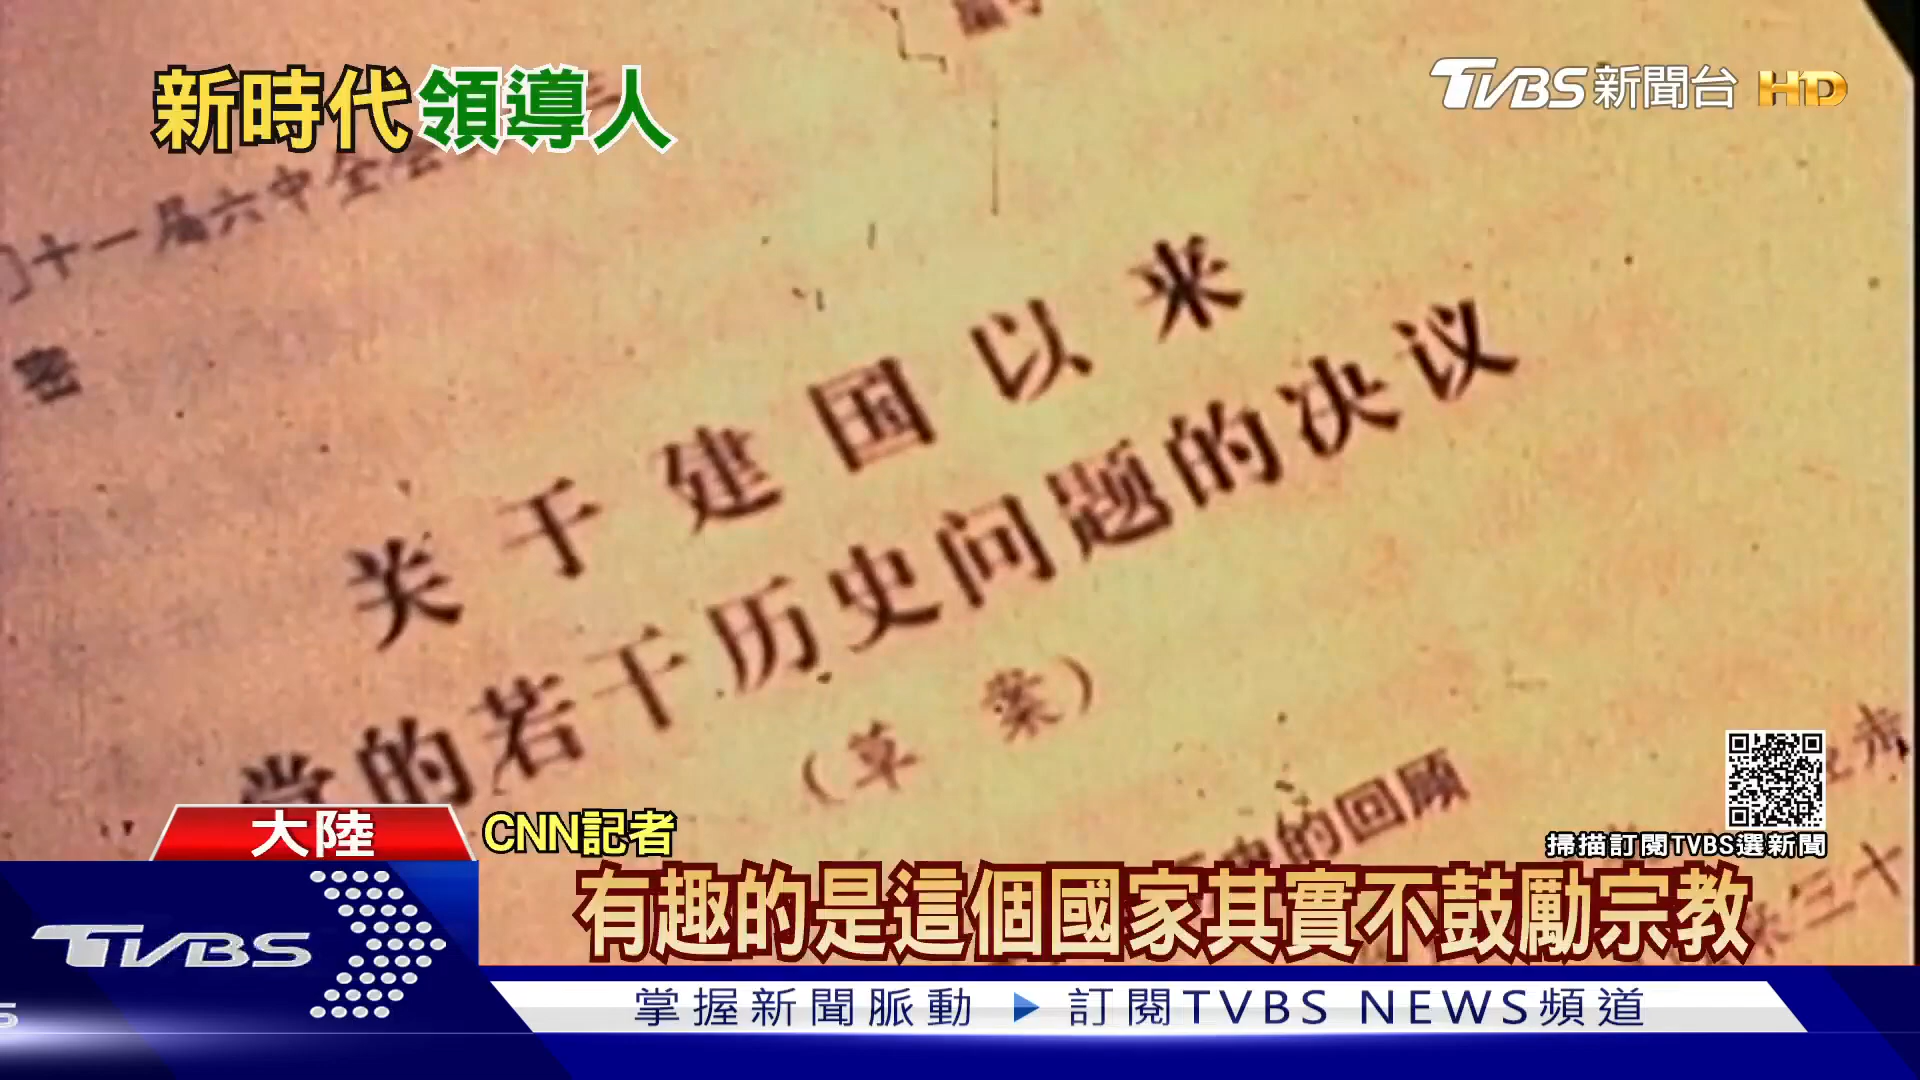 新時代領導人
TVBS新聞台 HD
十一届六中全会
密
关于建国以来
党的若干历史问题的决议
（草案）
的回顾
三十
大陸
CNN記者
掃描訂閱TVBS選新聞
有趣的是這個國家其實不鼓勵宗教
TVBS
掌握新聞脈動 ▶ 訂閱TVBS NEWS頻道